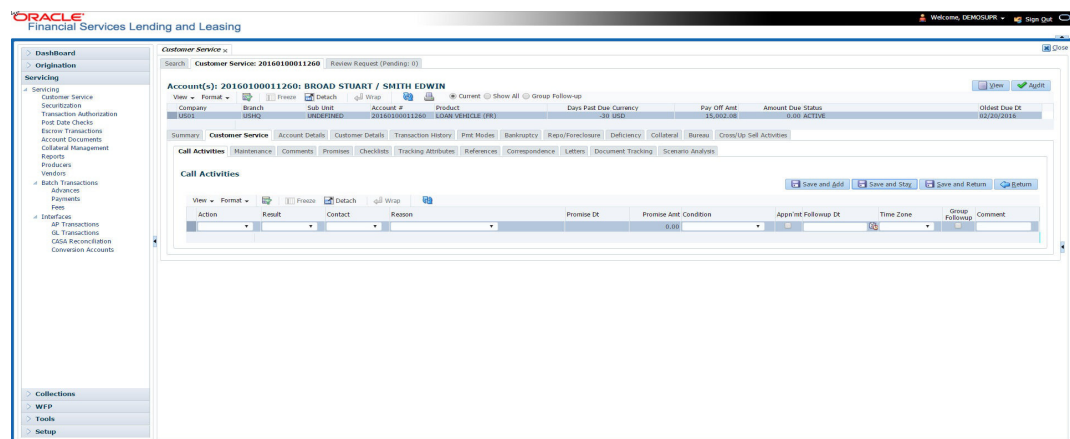 ORACLE
Financial Services Lending and Leasing
Welcome, DEMOSUPR
Sign Out
Close
DashBoard
Origination
Servicing
Servicing
Customer Service
Securitization
Transaction Authorization
Post Date Checks
Escrow Transactions
Account Documents
Collateral Management
Reports
Producers
Vendors
Batch Transactions
Advances
Payments
Fees
Interfaces
AP Transactions
GL Transactions
CASA Reconciliation
Conversion Accounts
Collections
WFP
Tools
Setup
Customer Service
Search Customer Service: 20160100011260 Review Request (Pending: 0)
Account(s): 20160100011260: BROAD STUART / SMITH EDWIN
View Audit
View Format Freeze Detach Wrap Current Show All Group Follow-up
Company Branch Sub Unit Account # Product Days Past Due Currency Pay Off Amt Amount Due Status Oldest Due Dt
US01 USHQ UNDEFINED 20160100011260 LOAN VEHICLE (FR) -30 USD 15,002.08 0.00 ACTIVE 02/20/2016
Summary Customer Service Account Details Customer Details Transaction History Pmt Modes Bankruptcy Repo/Foreclosure Deficiency Collateral Bureau Cross/Up Sell Activities
Call Activities Maintenance Comments Promises Checklists Tracking Attributes References Correspondence Letters Document Tracking Scenario Analysis
Call Activities
Save and Add Save and Stay Save and Return Return
View Format Freeze Detach Wrap
Action Result Contact Reason Promise Dt Promise Amt Condition Appn'mt Followup Dt Time Zone Group Followup Comment
0.00